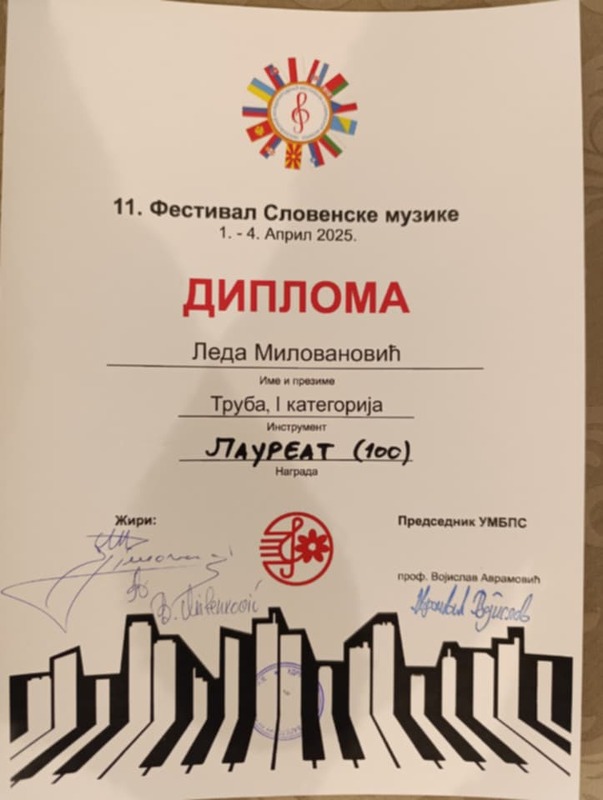 11. Фестивал Словенске музике
1. - 4. Април 2025.
ДИПЛОМА
Леда Миловановић
Име и презиме
Труба, I категорија
Инструмент
ЛАУРЕАТ (100)
Награда
Жири:
Председник УМБПС
проф. Војислав Аврамовић